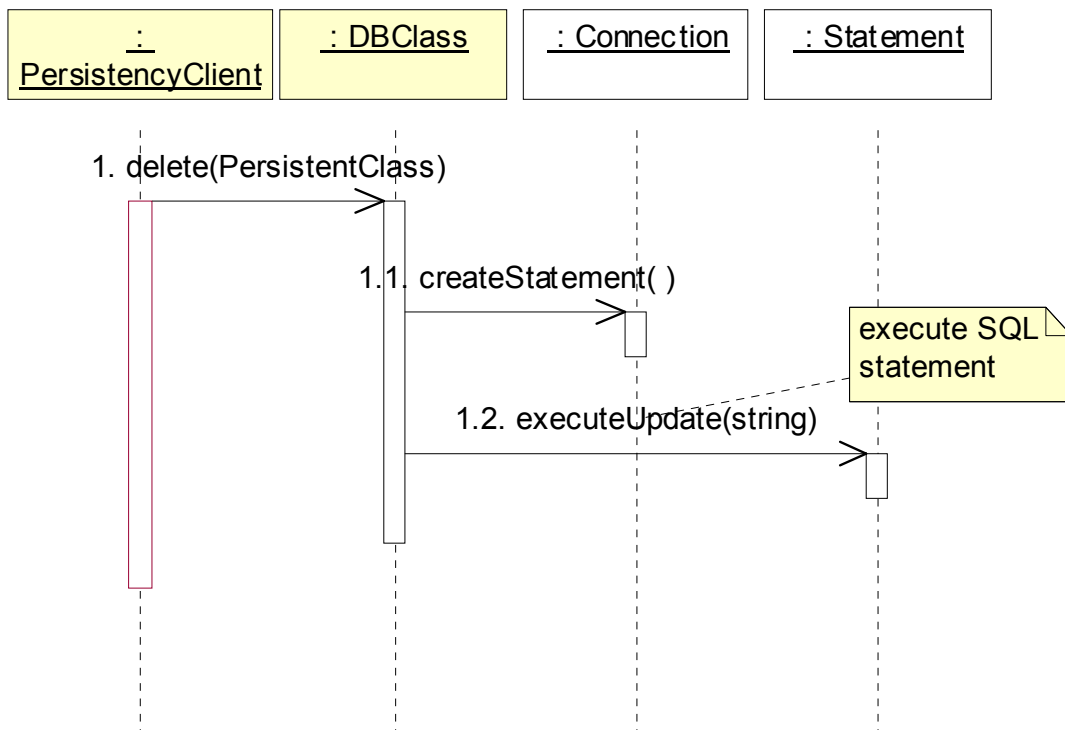 :
PersistencyClient
: DBClass
: Connection
: Statement
1. delete(PersistentClass)
1.1. createStatement( )
execute SQL
statement
1.2. executeUpdate(string)